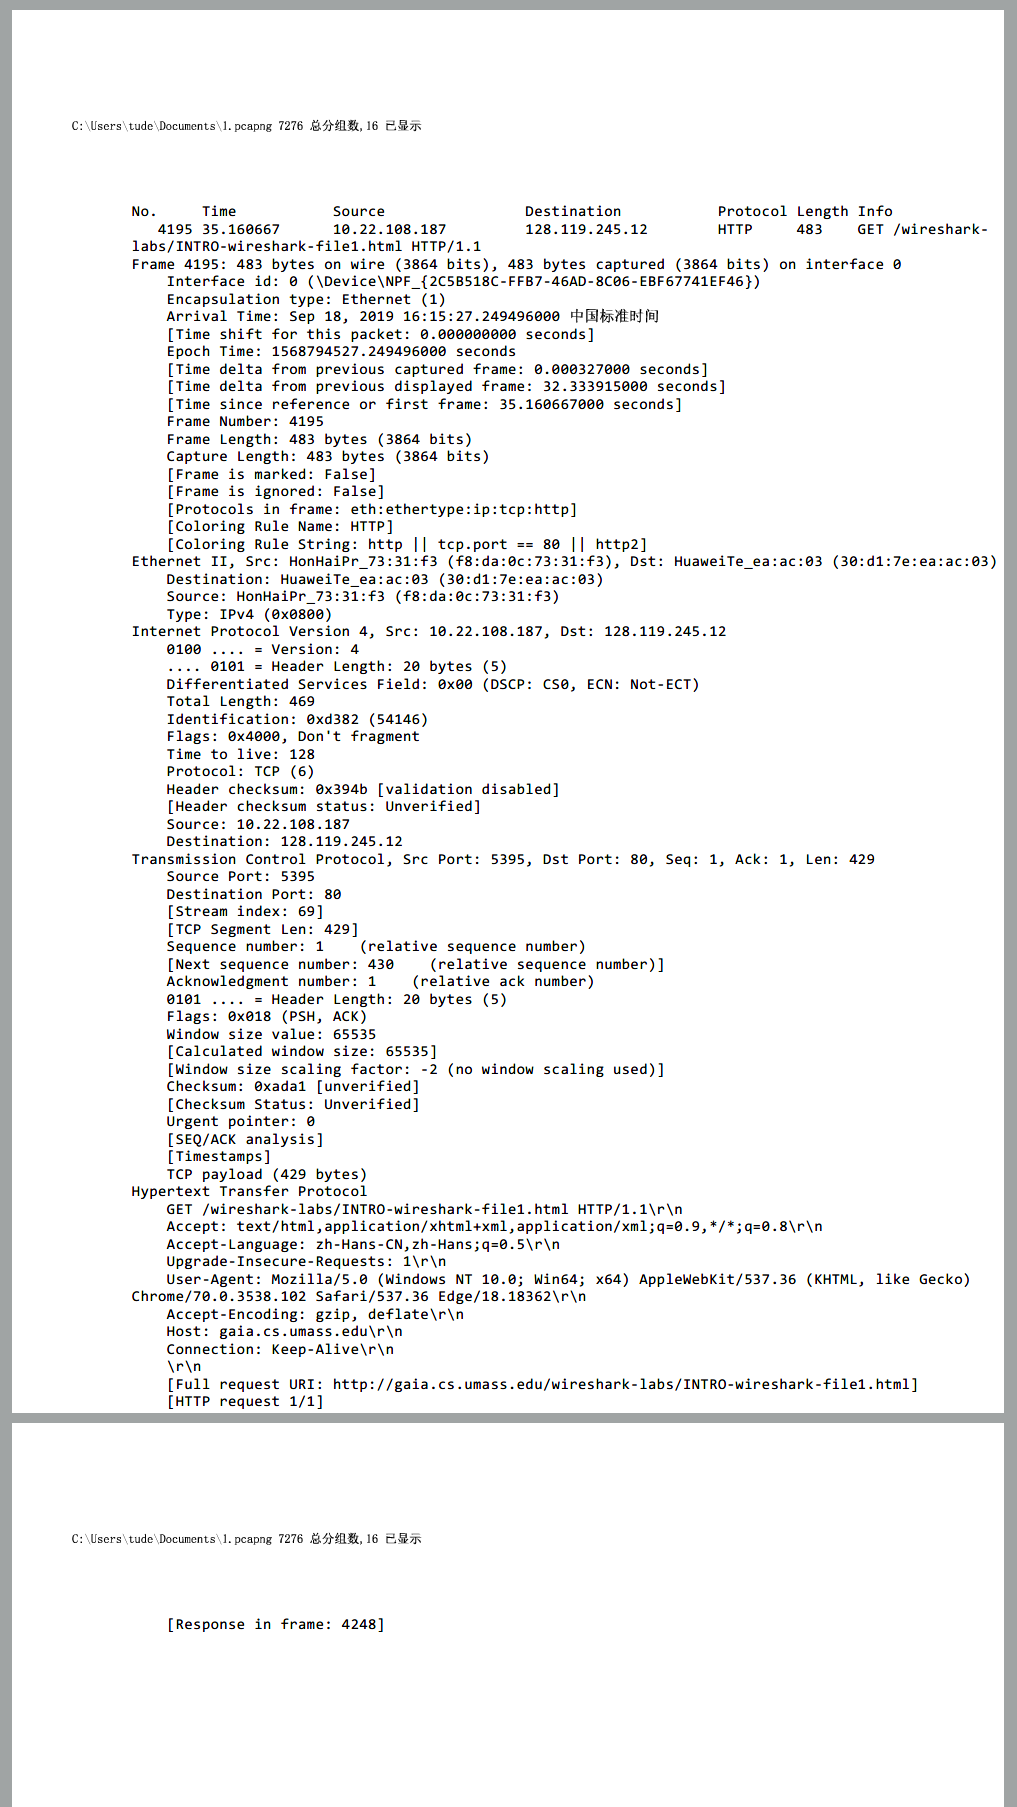 C:\Users\tude\Documents\1.pcapng 7276 总分组数,16 已显示
No.     Time           Source                Destination           Protocol Length Info
   4195 35.160667      10.22.108.187         128.119.245.12        HTTP     483    GET /wireshark-
labs/INTRO-wireshark-file1.html HTTP/1.1
Frame 4195: 483 bytes on wire (3864 bits), 483 bytes captured (3864 bits) on interface 0
    Interface id: 0 (\Device\NPF_{2C5B518C-FFB7-46AD-8C06-EBF67741EF46})
    Encapsulation type: Ethernet (1)
    Arrival Time: Sep 18, 2019 16:15:27.249496000 中国标准时间
    [Time shift for this packet: 0.000000000 seconds]
    Epoch Time: 1568794527.249496000 seconds
    [Time delta from previous captured frame: 0.000327000 seconds]
    [Time delta from previous displayed frame: 32.333915000 seconds]
    [Time since reference or first frame: 35.160667000 seconds]
    Frame Number: 4195
    Frame Length: 483 bytes (3864 bits)
    Capture Length: 483 bytes (3864 bits)
    [Frame is marked: False]
    [Frame is ignored: False]
    [Protocols in frame: eth:ethertype:ip:tcp:http]
    [Coloring Rule Name: HTTP]
    [Coloring Rule String: http || tcp.port == 80 || http2]
Ethernet II, Src: HonHaiPr_73:31:f3 (f8:da:0c:73:31:f3), Dst: HuaweiTe_ea:ac:03 (30:d1:7e:ea:ac:03)
    Destination: HuaweiTe_ea:ac:03 (30:d1:7e:ea:ac:03)
    Source: HonHaiPr_73:31:f3 (f8:da:0c:73:31:f3)
    Type: IPv4 (0x0800)
Internet Protocol Version 4, Src: 10.22.108.187, Dst: 128.119.245.12
    0100 .... = Version: 4
    .... 0101 = Header Length: 20 bytes (5)
    Differentiated Services Field: 0x00 (DSCP: CS0, ECN: Not-ECT)
    Total Length: 469
    Identification: 0xd382 (54146)
    Flags: 0x4000, Don't fragment
    Time to live: 128
    Protocol: TCP (6)
    Header checksum: 0x394b [validation disabled]
    [Header checksum status: Unverified]
    Source: 10.22.108.187
    Destination: 128.119.245.12
Transmission Control Protocol, Src Port: 5395, Dst Port: 80, Seq: 1, Ack: 1, Len: 429
    Source Port: 5395
    Destination Port: 80
    [Stream index: 69]
    [TCP Segment Len: 429]
    Sequence number: 1    (relative sequence number)
    [Next sequence number: 430    (relative sequence number)]
    Acknowledgment number: 1    (relative ack number)
    0101 .... = Header Length: 20 bytes (5)
    Flags: 0x018 (PSH, ACK)
    Window size value: 65535
    [Calculated window size: 65535]
    [Window size scaling factor: -2 (no window scaling used)]
    Checksum: 0xada1 [unverified]
    [Checksum Status: Unverified]
    Urgent pointer: 0
    [SEQ/ACK analysis]
    [Timestamps]
    TCP payload (429 bytes)
Hypertext Transfer Protocol
    GET /wireshark-labs/INTRO-wireshark-file1.html HTTP/1.1\r\n
    Accept: text/html,application/xhtml+xml,application/xml;q=0.9,*/*;q=0.8\r\n
    Accept-Language: zh-Hans-CN,zh-Hans;q=0.5\r\n
    Upgrade-Insecure-Requests: 1\r\n
    User-Agent: Mozilla/5.0 (Windows NT 10.0; Win64; x64) AppleWebKit/537.36 (KHTML, like Gecko)
Chrome/70.0.3538.102 Safari/537.36 Edge/18.18362\r\n
    Accept-Encoding: gzip, deflate\r\n
    Host: gaia.cs.umass.edu\r\n
    Connection: Keep-Alive\r\n
    \r\n
    [Full request URI: http://gaia.cs.umass.edu/wireshark-labs/INTRO-wireshark-file1.html]
    [HTTP request 1/1]
C:\Users\tude\Documents\1.pcapng 7276 总分组数,16 已显示
    [Response in frame: 4248]